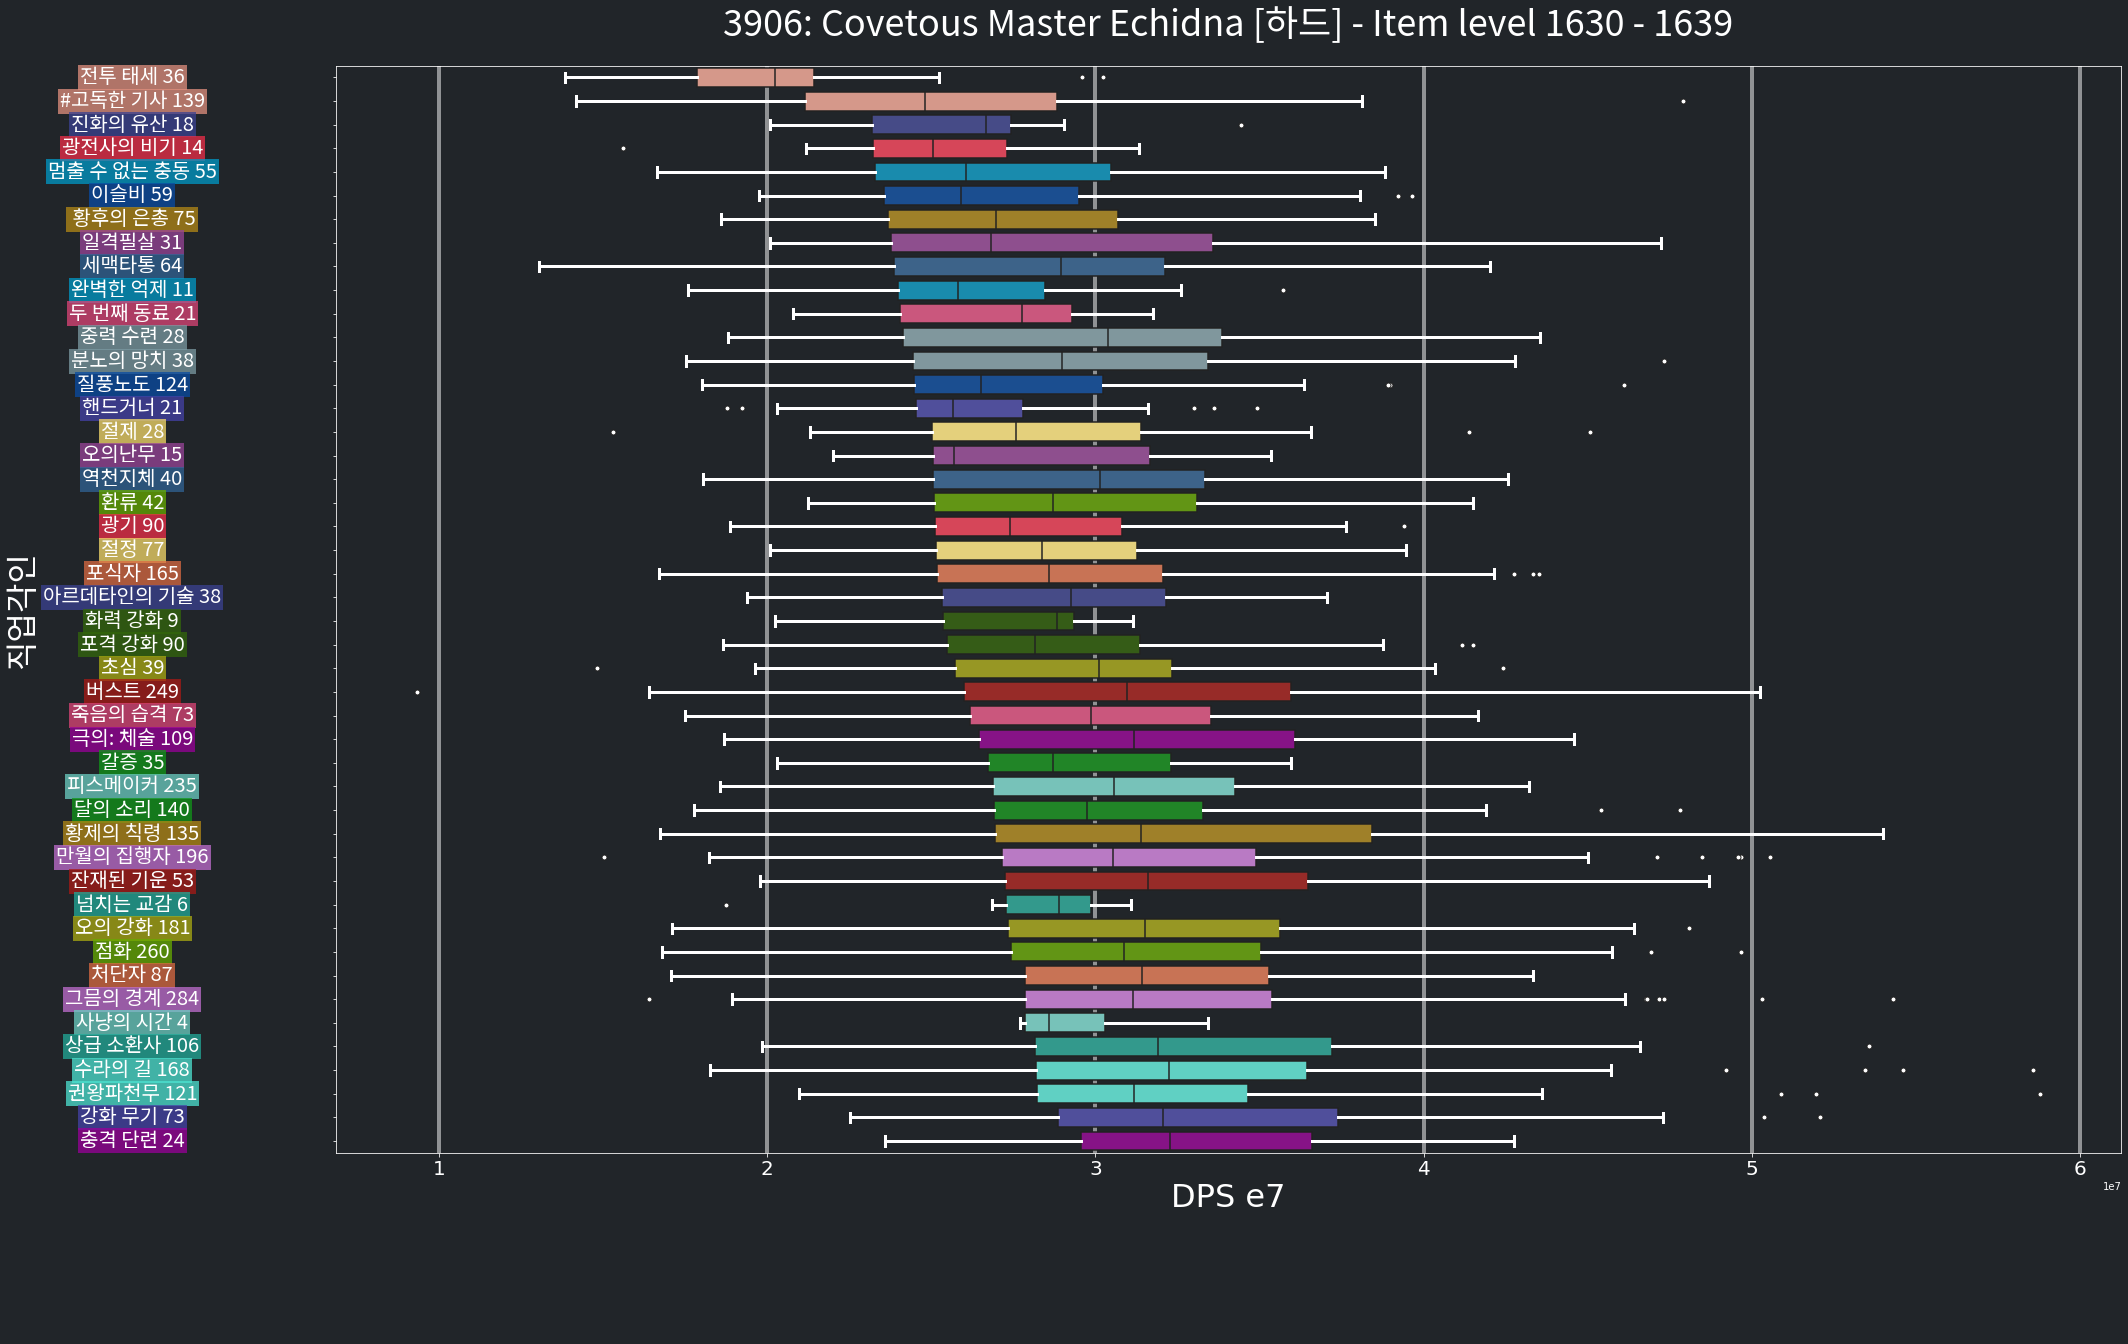 3906: Covetous Master Echidna [하드] - Item level 1630 - 1639
전투 태세 36
#고독한 기사 139
진화의 유산 18
광전사의 비기 14
멈출 수 없는 충동 55
이슬비 59
황후의 은총 75
일격필살 31
세맥타통 64
완벽한 억제 11
두 번째 동료 21
중력 수련 28
분노의 망치 38
질풍노도 124
핸드거너 21
절제 28
오의난무 15
역천지체 40
환류 42
광기 90
절정 77
포식자 165
아르데타인의 기술 38
화력 강화 9
포격 강화 90
초심 39
버스트 249
죽음의 습격 73
극의: 체술 109
갈증 35
피스메이커 235
달의 소리 140
황제의 칙령 135
만월의 집행자 196
잔재된 기운 53
넘치는 교감 6
오의 강화 181
점화 260
처단자 87
그믐의 경계 284
사냥의 시간 4
상급 소환사 106
수라의 길 168
권왕파천무 121
강화 무기 73
충격 단련 24
직업각인
1 2 3 4 5 6
1e7
DPS e7